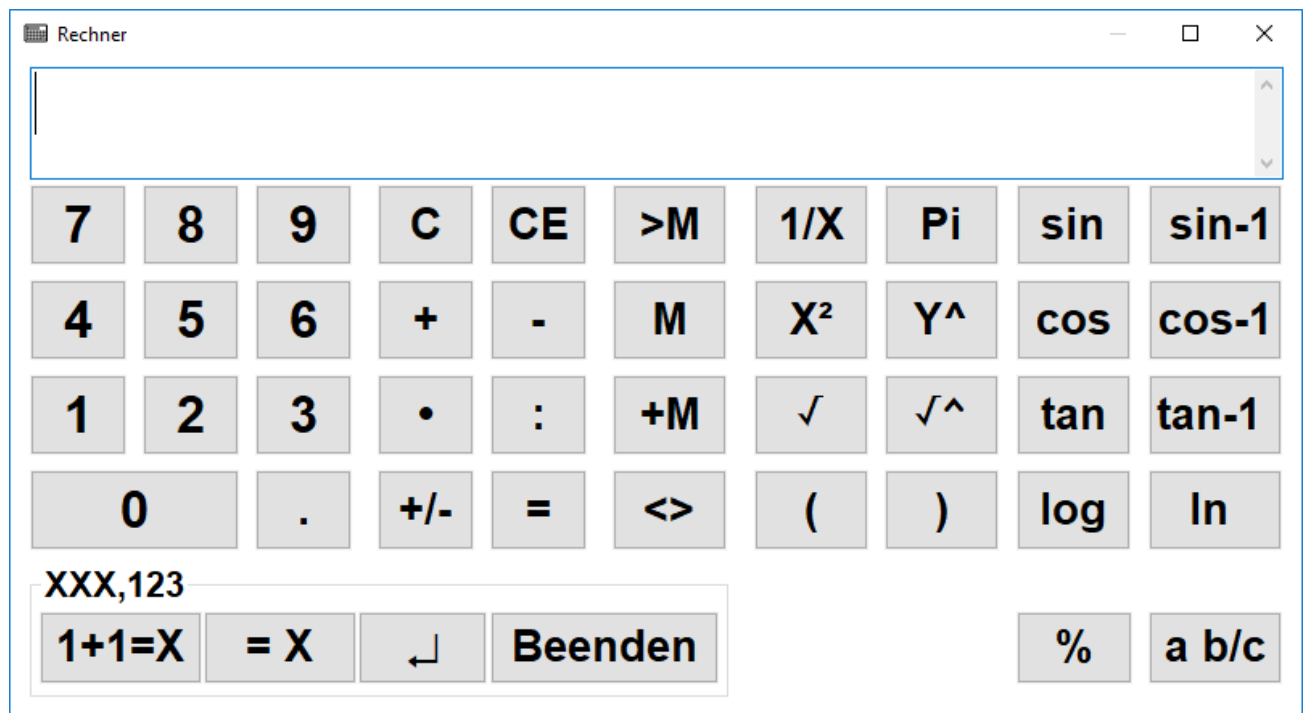 Rechner
7 8 9 C CE >M 1/X Pi sin sin-1
4 5 6 + - M X² Y^ cos cos-1
1 2 3 • : +M √ √^ tan tan-1
0 . +/- = <> ( ) log ln
XXX,123
1+1=X = X ↵ Beenden % a b/c